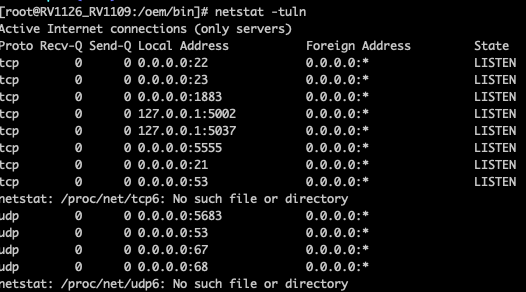 [root@RV1126_RV1109:/oem/bin]# netstat -tuln
Active Internet connections (only servers)
Proto Recv-Q Send-Q Local Address           Foreign Address         State
tcp        0      0 0.0.0.0:22              0.0.0.0:*               LISTEN
tcp        0      0 0.0.0.0:23              0.0.0.0:*               LISTEN
tcp        0      0 0.0.0.0:1883            0.0.0.0:*               LISTEN
tcp        0      0 127.0.0.1:5002          0.0.0.0:*               LISTEN
tcp        0      0 127.0.0.1:5037          0.0.0.0:*               LISTEN
tcp        0      0 0.0.0.0:5555            0.0.0.0:*               LISTEN
tcp        0      0 0.0.0.0:21              0.0.0.0:*               LISTEN
tcp        0      0 0.0.0.0:53              0.0.0.0:*               LISTEN
netstat: /proc/net/tcp6: No such file or directory
udp        0      0 0.0.0.0:5683            0.0.0.0:*
udp        0      0 0.0.0.0:53              0.0.0.0:*
udp        0      0 0.0.0.0:67              0.0.0.0:*
udp        0      0 0.0.0.0:68              0.0.0.0:*
netstat: /proc/net/udp6: No such file or directory